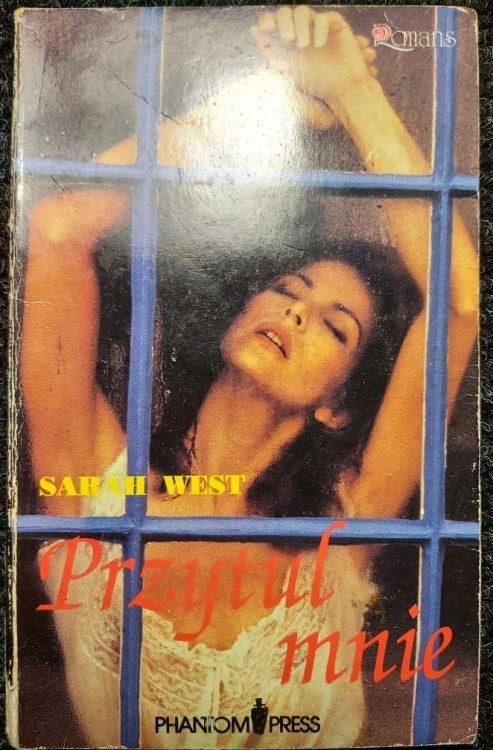 Romans
SARAH WEST
Przytul
mnie
PHANTOM PRESS